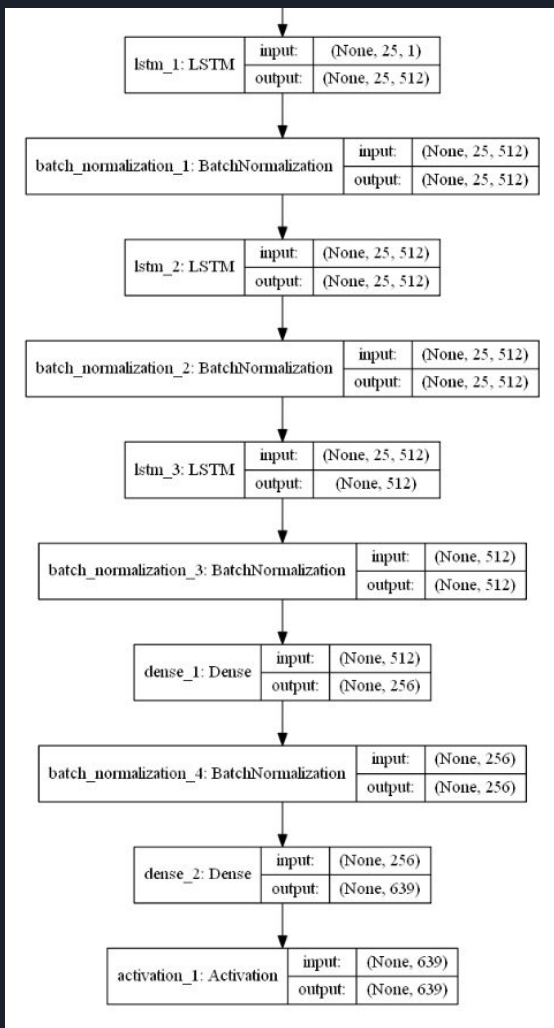 lstm_1: LSTM
input: (None, 25, 1)
output: (None, 25, 512)
batch_normalization_1: BatchNormalization
input: (None, 25, 512)
output: (None, 25, 512)
lstm_2: LSTM
input: (None, 25, 512)
output: (None, 25, 512)
batch_normalization_2: BatchNormalization
input: (None, 25, 512)
output: (None, 25, 512)
lstm_3: LSTM
input: (None, 25, 512)
output: (None, 512)
batch_normalization_3: BatchNormalization
input: (None, 512)
output: (None, 512)
dense_1: Dense
input: (None, 512)
output: (None, 256)
batch_normalization_4: BatchNormalization
input: (None, 256)
output: (None, 256)
dense_2: Dense
input: (None, 256)
output: (None, 639)
activation_1: Activation
input: (None, 639)
output: (None, 639)